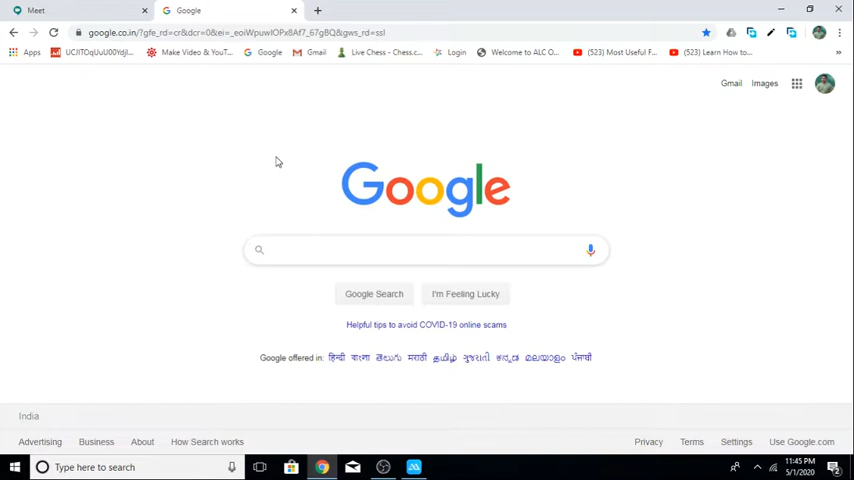 Meet
Google
google.co.in/?gfe_rd=cr&dcr=0&ei=_eoiWpuwIOPx8Af7_67gBQ&gws_rd=ssl
Apps
UCJITOqUuU00YdjI...
Make Video & YouT...
Google
Gmail
Live Chess - Chess.c...
Login
Welcome to ALC O...
(523) Most Useful F...
(523) Learn How to...
»
Gmail
Images
Google
Google Search
I'm Feeling Lucky
Helpful tips to avoid COVID-19 online scams
Google offered in: हिन्दी বাংলা తెలుగు मराठी தமிழ் ગુજરાતી ಕನ್ನಡ മലയാളം ਪੰਜਾਬੀ
India
Advertising Business About How Search works
Privacy Terms Settings Use Google.com
Type here to search
11:45 PM
5/1/2020
2